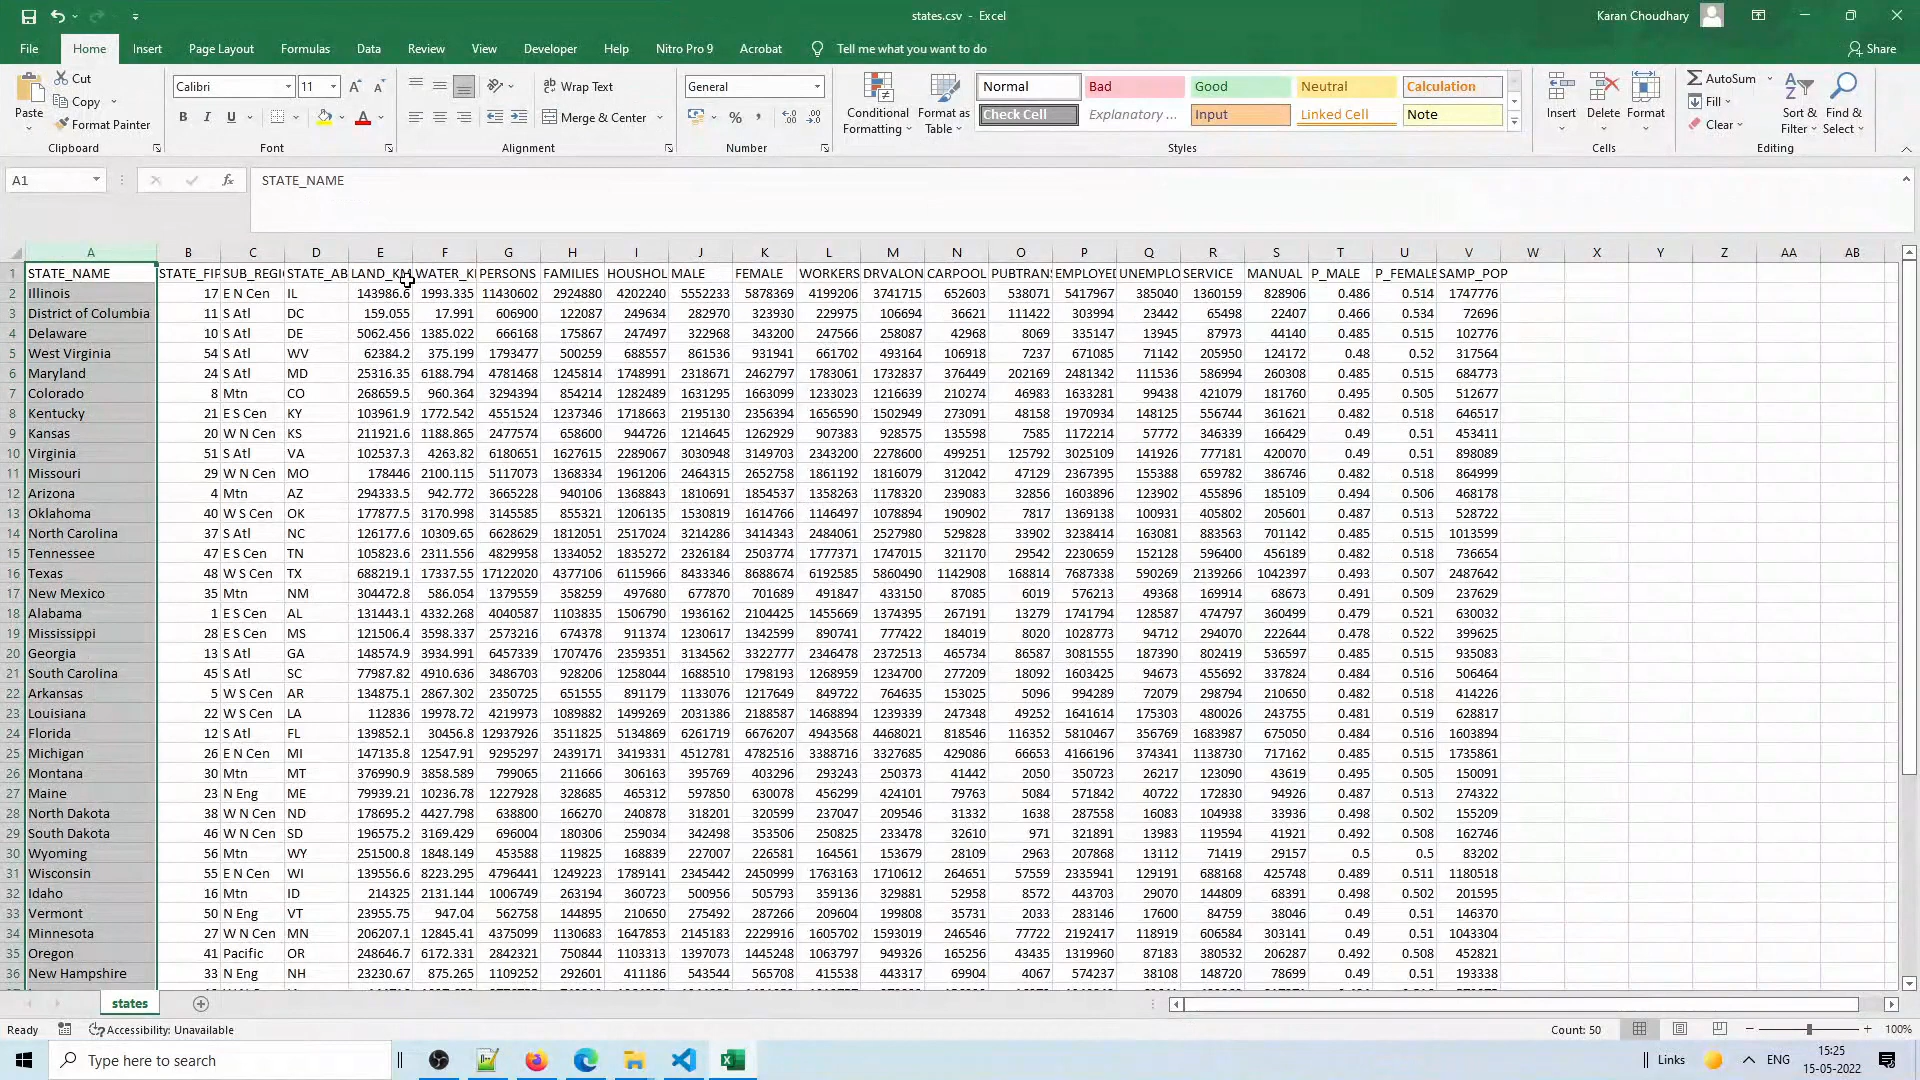 states.csv - Excel
Karan Choudhary
File Home Insert Page Layout Formulas Data Review View Developer Help Nitro Pro 9 Acrobat Tell me what you want to do Share
Paste Cut Copy Format Painter Clipboard
Calibri 11 B I U A Font
Wrap Text Merge & Center Alignment
General % Number
Conditional Formatting Format as Table
Normal Bad Good Neutral Calculation
Check Cell Explanatory ... Input Linked Cell Note
Styles
Insert Delete Format Cells
AutoSum Fill Clear Sort & Filter Find & Select Editing
A1 fx STATE_NAME
A B C D E F G H I J K L M N O P Q R S T U V W X Y Z AA AB
1 STATE_NAME STATE_FIP SUB_REGI STATE_AB LAND_KM WATER_K PERSONS FAMILIES HOUSHOL MALE FEMALE WORKERS DRVALON CARPOOL PUBTRAN EMPLOYED UNEMPLO SERVICE MANUAL P_MALE P_FEMALE SAMP_POP
2 Illinois 17 E N Cen IL 143986.6 1993.335 11430602 2924880 4202240 5552233 5878369 4199206 3741715 652603 538071 5417967 385040 1360159 828906 0.486 0.514 1747776
3 District of Columbia 11 S Atl DC 159.055 17.991 606900 122087 249634 282970 323930 229975 106694 36621 111422 303994 23442 65498 22407 0.466 0.534 72696
4 Delaware 10 S Atl DE 5062.456 1385.022 666168 175867 247497 322968 343200 247566 258087 42968 8069 335147 13945 87973 44140 0.485 0.515 102776
5 West Virginia 54 S Atl WV 62384.2 375.199 1793477 500259 688557 861536 931941 661702 493164 106918 7237 671085 71142 205950 124172 0.48 0.52 317564
6 Maryland 24 S Atl MD 25316.35 6188.794 4781468 1245814 1748991 2318671 2462797 1783061 1732837 376449 202169 2481342 111536 586994 260308 0.485 0.515 684773
7 Colorado 8 Mtn CO 268659.5 960.364 3294394 854214 1282489 1631295 1663099 1233023 1216639 210274 46983 1633281 99438 421079 181760 0.495 0.505 512677
8 Kentucky 21 E S Cen KY 103961.9 1772.542 4551524 1237346 1718663 2195130 2356394 1656590 1502949 273091 48158 1970934 148125 556744 361621 0.482 0.518 646517
9 Kansas 20 W N Cen KS 211921.6 1188.865 2477574 658600 944726 1214645 1262929 907383 928575 135598 7585 1172214 57772 346339 166429 0.49 0.51 453411
10 Virginia 51 S Atl VA 102537.3 4263.82 6180651 1627615 2289067 3030948 3149703 2343200 2278600 499251 125792 3025109 141926 777181 420070 0.49 0.51 898089
11 Missouri 29 W N Cen MO 178446 2100.115 5117073 1368334 1961206 2464315 2652758 1861192 1816079 312042 47129 2367395 155388 659782 386746 0.482 0.518 864999
12 Arizona 4 Mtn AZ 294333.5 942.772 3665228 940106 1368843 1810691 1854537 1358263 1178320 239083 32856 1603896 123902 455896 185109 0.494 0.506 468178
13 Oklahoma 40 W S Cen OK 177877.5 3170.998 3145585 855321 1206135 1530819 1614766 1146497 1078894 190902 7817 1369138 100931 405802 205601 0.487 0.513 528722
14 North Carolina 37 S Atl NC 126177.6 10309.65 6628629 1812051 2517024 3214286 3414343 2484061 2527980 529828 33902 3238414 163081 883563 701142 0.485 0.515 1013599
15 Tennessee 47 E S Cen TN 105823.6 2311.556 4829958 1334052 1835272 2326184 2503774 1777371 1747015 321170 29542 2230659 152128 596400 456189 0.482 0.518 736654
16 Texas 48 W S Cen TX 688219.1 17337.55 17122020 4377106 6115966 8433346 8688674 6192585 5860490 1142908 168814 7687338 590269 2139266 1042397 0.493 0.507 2487642
17 New Mexico 35 Mtn NM 304472.8 586.054 1379559 358259 497680 677870 701689 491847 433150 87085 6019 576213 49368 169914 68673 0.491 0.509 237629
18 Alabama 1 E S Cen AL 131443.1 4332.268 4040587 1103835 1506790 1936162 2104425 1455669 1374395 267191 13279 1741794 128587 474797 360499 0.479 0.521 630032
19 Mississippi 28 E S Cen MS 121506.4 3598.337 2573216 674378 911374 1230617 1342599 890741 777422 184019 8020 1028773 94712 294070 222644 0.478 0.522 399625
20 Georgia 13 S Atl GA 148574.9 3934.991 6457339 1707476 2359351 3134562 3322777 2346478 2372513 465734 86587 3081555 187390 802419 536597 0.485 0.515 935083
21 South Carolina 45 S Atl SC 77987.82 4910.636 3486703 928206 1258044 1688510 1798193 1268959 1234700 277209 18092 1603425 94673 446491 337824 0.484 0.516 506464
22 Arkansas 5 W S Cen AR 134875.1 2867.302 2350725 651555 891179 1133076 1217649 849722 764635 153025 5096 994289 72079 298794 210650 0.482 0.518 414226
23 Louisiana 22 W S Cen LA 112836 19978.72 4219973 1089882 1499269 2031386 2188587 1468894 1239339 247348 49252 1641614 175303 480026 243755 0.481 0.519 628817
24 Florida 12 S Atl FL 139852.1 30456.8 12937926 3511825 5134869 6261719 6676207 4943568 4468021 818546 116352 5810467 356769 1683987 675050 0.484 0.516 1603894
25 Michigan 26 E N Cen MI 147135.8 12547.91 9295297 2439171 3419331 4512781 4782516 3388716 3327685 429086 66653 4166196 374341 1138730 717162 0.485 0.515 1735861
26 Montana 30 Mtn MT 376990.9 3858.589 799065 211666 306163 395769 403296 293243 250373 41442 2050 350723 26217 123090 43619 0.495 0.505 150091
27 Maine 23 N Eng ME 79939.21 10236.78 1227928 328685 465312 597850 630078 456299 424101 79763 5084 571842 40722 172830 94926 0.487 0.513 274322
28 North Dakota 38 W N Cen ND 178695.2 4427.798 638800 166270 240878 318201 320599 237047 209546 31332 1638 287558 16083 104938 33936 0.498 0.502 155209
29 South Dakota 46 W N Cen SD 196575.2 3169.429 696004 180306 259034 342498 353506 250825 233478 32610 971 321891 13983 119594 41921 0.492 0.508 162746
30 Wyoming 56 Mtn WY 251500.8 1848.149 453588 119825 168839 227007 226581 164561 153679 28109 2963 207868 13112 71419 29157 0.5 0.5 83202
31 Wisconsin 55 E N Cen WI 139556.6 8223.295 4796441 1249223 1789141 2345442 2450999 1763163 1710612 264651 57559 2335941 129191 688168 425748 0.489 0.511 1180518
32 Idaho 16 Mtn ID 214325 2131.144 1006749 263194 360723 500956 505793 359136 329881 52958 8572 443703 29070 144809 68391 0.498 0.502 201595
33 Vermont 50 N Eng VT 23955.75 947.04 562758 144895 210650 275492 287266 209604 199808 35731 2033 283146 17600 84759 38046 0.49 0.51 146370
34 Minnesota 27 W N Cen MN 206207.1 12845.41 4375099 1130683 1647853 2145183 2229916 1605702 1593019 246546 77722 2192417 118919 606584 303141 0.49 0.51 1043304
35 Oregon 41 Pacific OR 248646.7 6172.331 2842321 750844 1103313 1397073 1445248 1063797 949326 165256 43435 1319960 87183 380532 206287 0.492 0.508 452821
36 New Hampshire 33 N Eng NH 23230.67 875.265 1109252 292601 411186 543544 565708 415538 443317 69904 4067 574237 38108 148720 78699 0.49 0.51 193338
states
Ready Accessibility: Unavailable Count: 50 100%
Type here to search Links ENG 15:25
15-05-2022